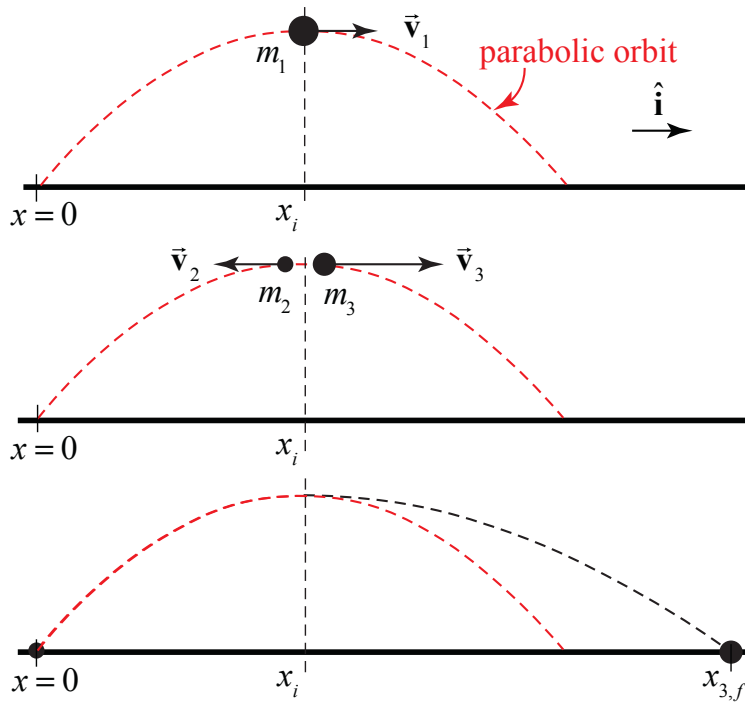 v⃗₁
m₁
parabolic orbit
î
x = 0
xᵢ
v⃗₂
v⃗₃
m₂
m₃
x = 0
xᵢ
x = 0
xᵢ
x₃,f